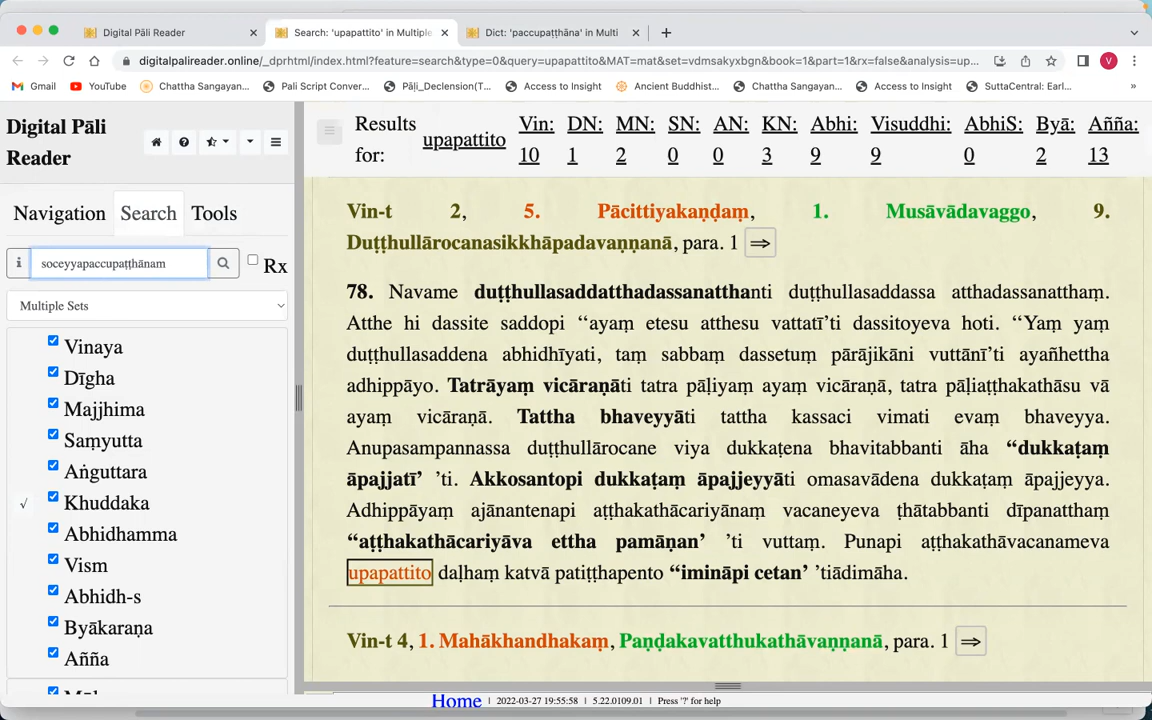 Digital Pāli Reader
Search: 'upapattito' in Multiple
Dict: 'paccupaṭṭhāna' in Multi
digitalpalireader.online/_dprhtml/index.html?feature=search&type=0&query=upapattito&MAT=mat&set=vdmsakyxbgn&book=1&part=1&rx=false&analysis=up...
V
Gmail
YouTube
Chattha Sangayan...
Pali Script Conver...
Pāḷi_Declension(T...
Access to Insight
Ancient Buddhist...
Chattha Sangayan...
Access to Insight
SuttaCentral: Earl...
»
Digital Pāli
Reader
Navigation
Search
Tools
soceyyapaccupaṭṭhānam
Rx
Multiple Sets
Vinaya
Dīgha
Majjhima
Saṃyutta
Aṅguttara
√ Khuddaka
Abhidhamma
Vism
Abhidh-s
Byākaraṇa
Añña
Results for: upapattito
Vin: 10
DN: 1
MN: 2
SN: 0
AN: 0
KN: 3
Abhi: 9
Visuddhi: 9
AbhiS: 0
Byā: 2
Añña: 13
Vin-t 2, 5. Pācittiyakaṇḍaṃ, 1. Musāvādavaggo, 9.
Duṭṭhullārocanasikkhāpadavaṇṇanā, para. 1 ⇒
78. Navame duṭṭhullasaddatthadassanatthanti duṭṭhullasaddassa atthadassanatthaṃ.
Atthe hi dassite saddopi ‘‘ayaṃ etesu atthesu vattatī’ti dassitoyeva hoti. ‘‘Yaṃ yaṃ
duṭṭhullasaddena abhidhīyati, taṃ sabbaṃ dassetuṃ pārājikāni vuttānī’ti ayañhettha
adhippāyo. Tatrāyaṃ vicāraṇāti tatra pāḷiyaṃ ayaṃ vicāraṇā, tatra pāḷiaṭṭhakathāsu vā
ayaṃ vicāraṇā. Tattha bhaveyyāti tattha kassaci vimati evaṃ bhaveyya.
Anupasampannassa duṭṭhullārocane viya dukkaṭena bhavitabbanti āha “dukkaṭaṃ
āpajjatī’ ’ti. Akkosantopi dukkaṭaṃ āpajjeyyāti omasavādena dukkaṭaṃ āpajjeyya.
Adhippāyaṃ ajānantenapi aṭṭhakathācariyānaṃ vacaneyeva ṭhātabbanti dīpanatthaṃ
“aṭṭhakathācariyāva ettha pamāṇan’ ’ti vuttaṃ. Punapi aṭṭhakathāvacanameva
upapattito daḷhaṃ katvā patiṭṭhapento “imināpi cetan’ ’tiādimāha.
Vin-t 4, 1. Mahākhandhakaṃ, Paṇḍakavatthukathāvaṇṇanā, para. 1 ⇒
Home | 2022-03-27 19:55:58 | 5.22.0109.01 | Press '?' for help